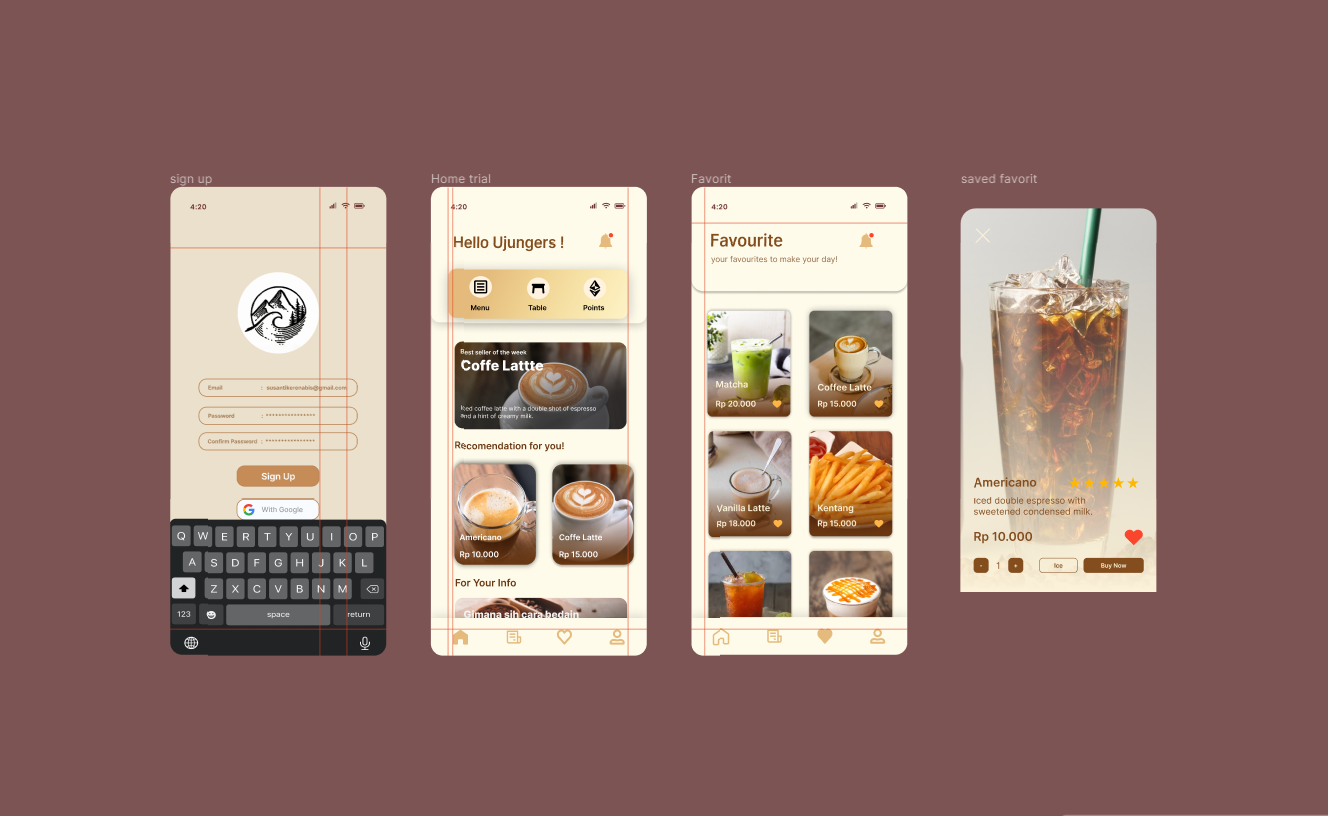 sign up
4:20
Email : susantikerenabis@gmail.com
Password : ****************
Confirm Password : ****************
Sign Up
With Google
Q W E R T Y U I O P
A S D F G H J K L
Z X C V B N M
123 space return
Home trial
4:20
Hello Ujungers !
Menu Table Points
Best seller of the week
Coffe Lattte
Iced coffee latte with a double shot of espresso
and a hint of creamy milk.
Recomendation for you!
Americano
Rp 10.000
Coffe Latte
Rp 15.000
For Your Info
Gimana sih cara bedain
Favorit
4:20
Favourite
your favourites to make your day!
Matcha
Rp 20.000
Coffee Latte
Rp 15.000
Vanilla Latte
Rp 18.000
Kentang
Rp 15.000
saved favorit
Americano
Iced double espresso with
sweetened condensed milk.
Rp 10.000
- 1 + Ice Buy Now